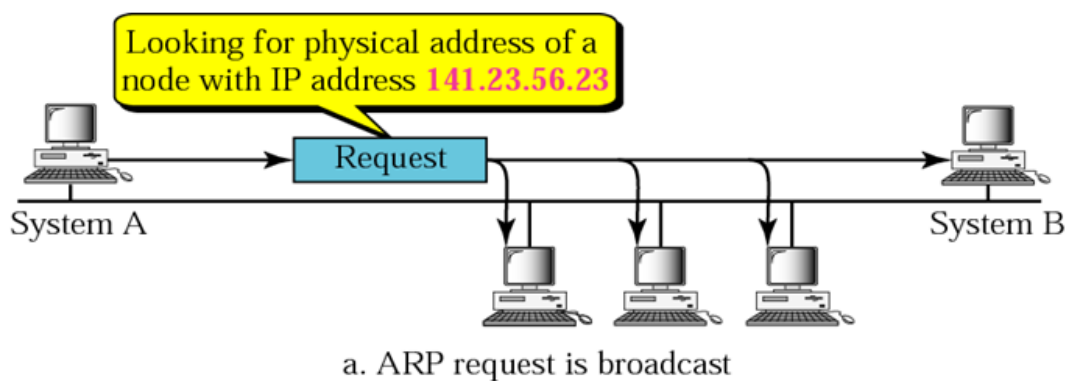 Looking for physical address of a
node with IP address 141.23.56.23
Request
System A
System B
a. ARP request is broadcast